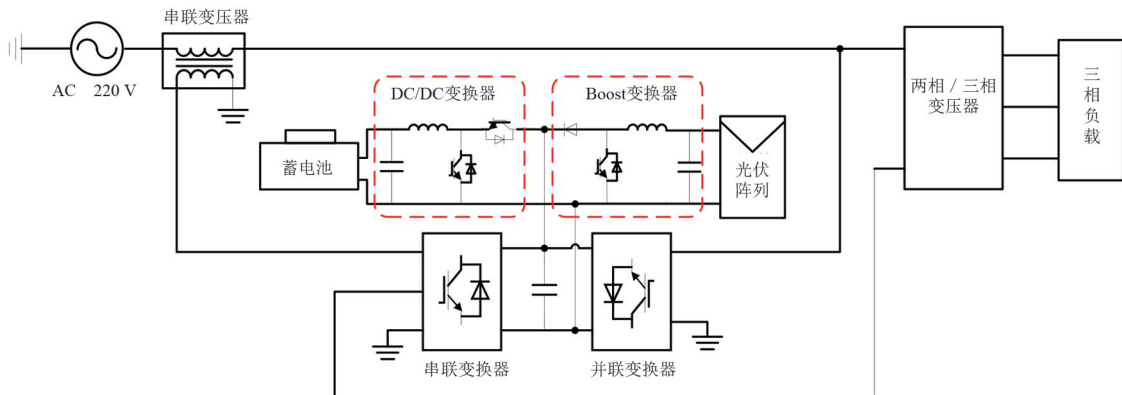 串联变压器
AC 220 V
DC/DC变换器
Boost变换器
蓄电池
光伏
阵列
两相 / 三相
变压器
三
相
负
载
串联变换器
并联变换器